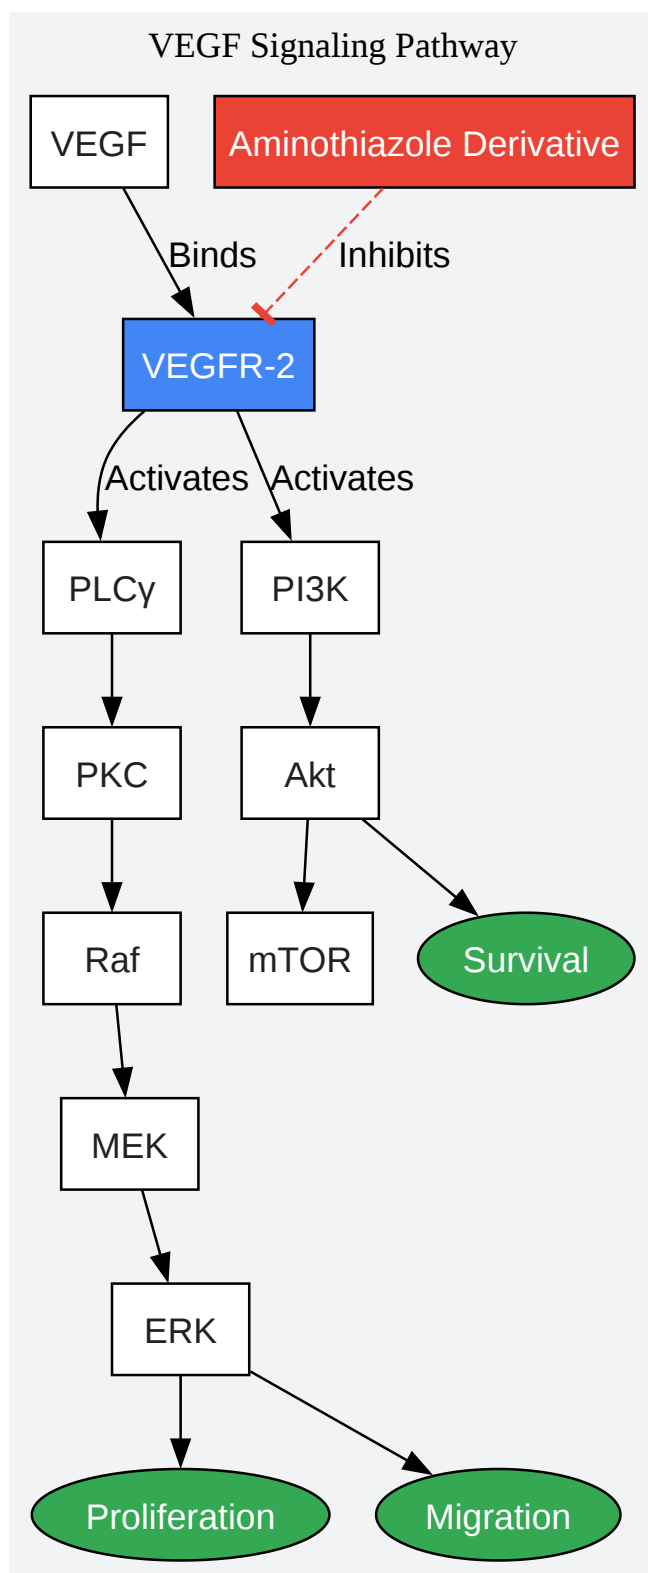 VEGF Signaling Pathway
VEGF
Aminothiazole Derivative
Binds
Inhibits
VEGFR-2
Activates
Activates
PLCγ
PI3K
PKC
Akt
Raf
mTOR
Survival
MEK
ERK
Proliferation
Migration